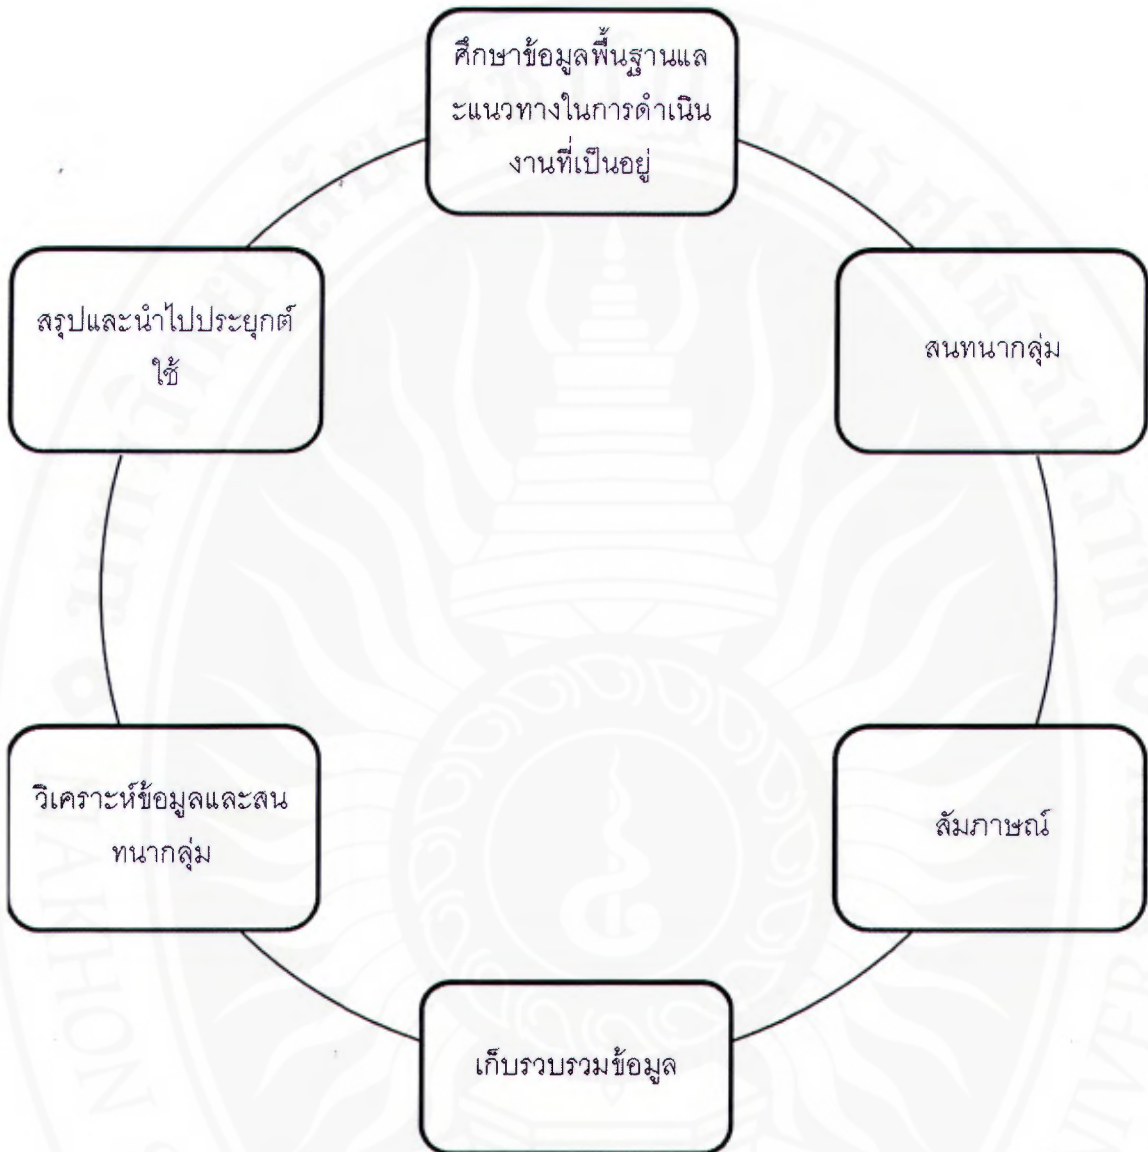 ศึกษาข้อมูลพื้นฐานแล
ะแนวทางในการดำเนิน
งานที่เป็นอยู่
สนทนากลุ่ม
สัมภาษณ์
เก็บรวบรวมข้อมูล
วิเคราะห์ข้อมูลและสน
ทนากลุ่ม
สรุปและนำไปประยุกต์
ใช้